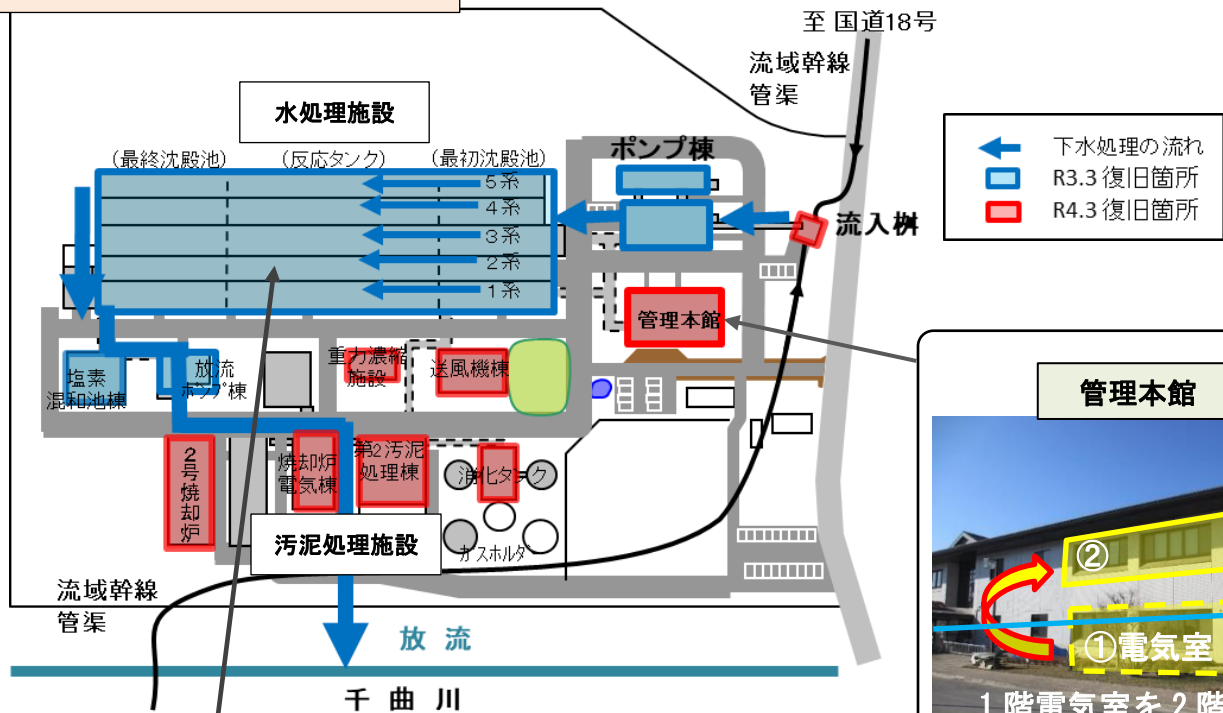 至 国道18号
流域幹線
管渠
水処理施設
ポンプ棟
(最終沈殿池)
(反応タンク)
(最初沈殿池)
下水処理の流れ
R3.3 復旧箇所
R4.3 復旧箇所
5系
4系
3系
2系
1系
流入桝
管理本館
塩素
混和池棟
放流
ポンプ棟
重力濃縮
施設
送風機棟
管理本館
2号焼却炉
焼却炉
電気棟
第2汚泥
処理棟
消化タンク
汚泥処理施設
ガスホルダー
流域幹線
管渠
放流
千曲川
②
①電気室
1階電気室を2階